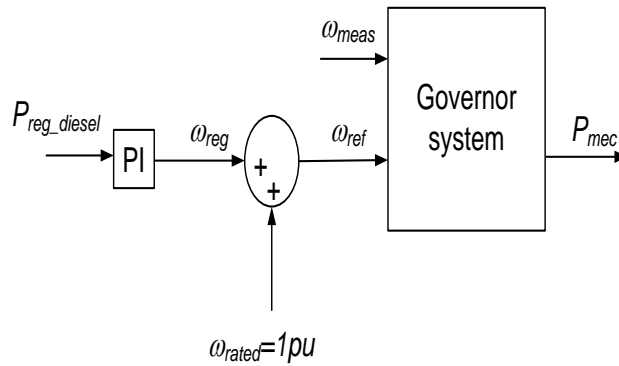 ω_meas
P_reg_diesel
PI
ω_reg
+
+
ω_ref
Governor
system
P_mec
ω_rated=1pu